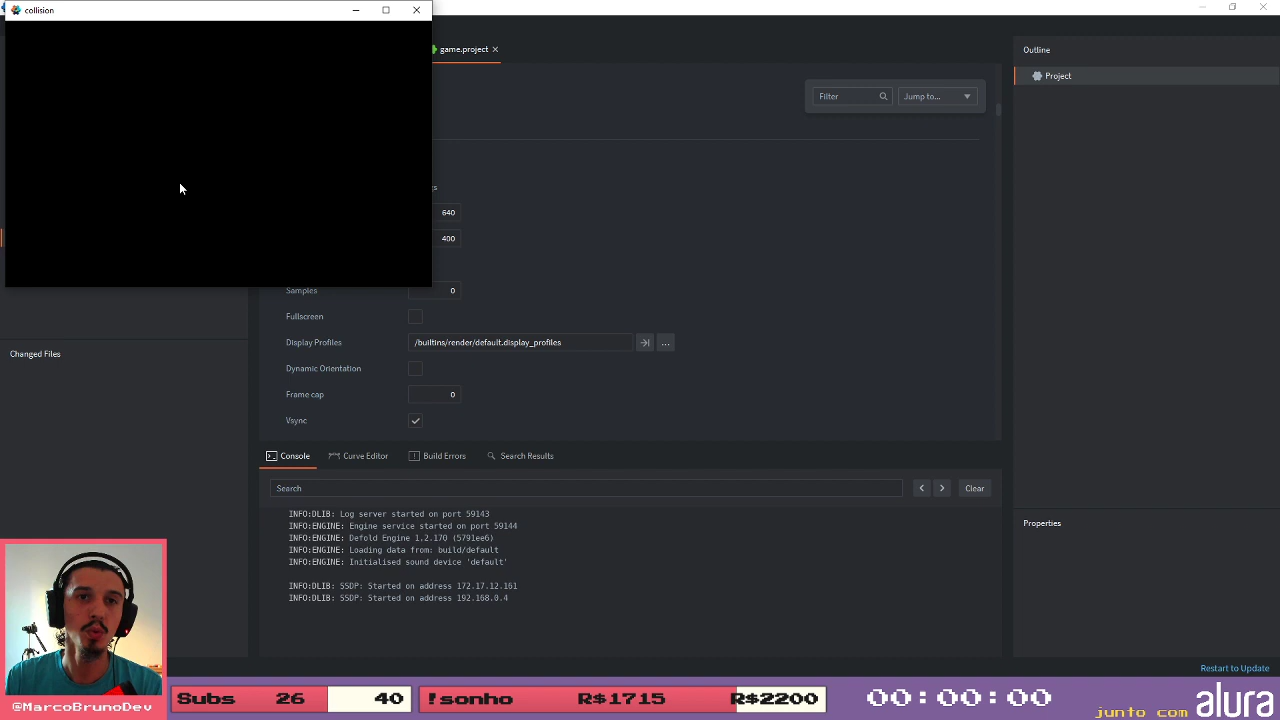 collision
game.project
Outline
Project
Filter
Jump to...
gs
640
400
Samples
0
Fullscreen
Display Profiles
/builtins/render/default.display_profiles
...
Dynamic Orientation
Frame cap
0
Vsync
Changed Files
Console
Curve Editor
Build Errors
Search Results
Search
Clear
INFO:DLIB: Log server started on port 59143
INFO:ENGINE: Engine service started on port 59144
INFO:ENGINE: Defold Engine 1.2.170 (5791ee6)
INFO:ENGINE: Loading data from: build/default
INFO:ENGINE: Initialised sound device 'default'
INFO:DLIB: SSDP: Started on address 172.17.12.161
INFO:DLIB: SSDP: Started on address 192.168.0.4
Properties
Restart to Update
@MarcoBrunoDev
Subs 26 40
!sonho R$1715 R$2200
00:00:00
junto com alura